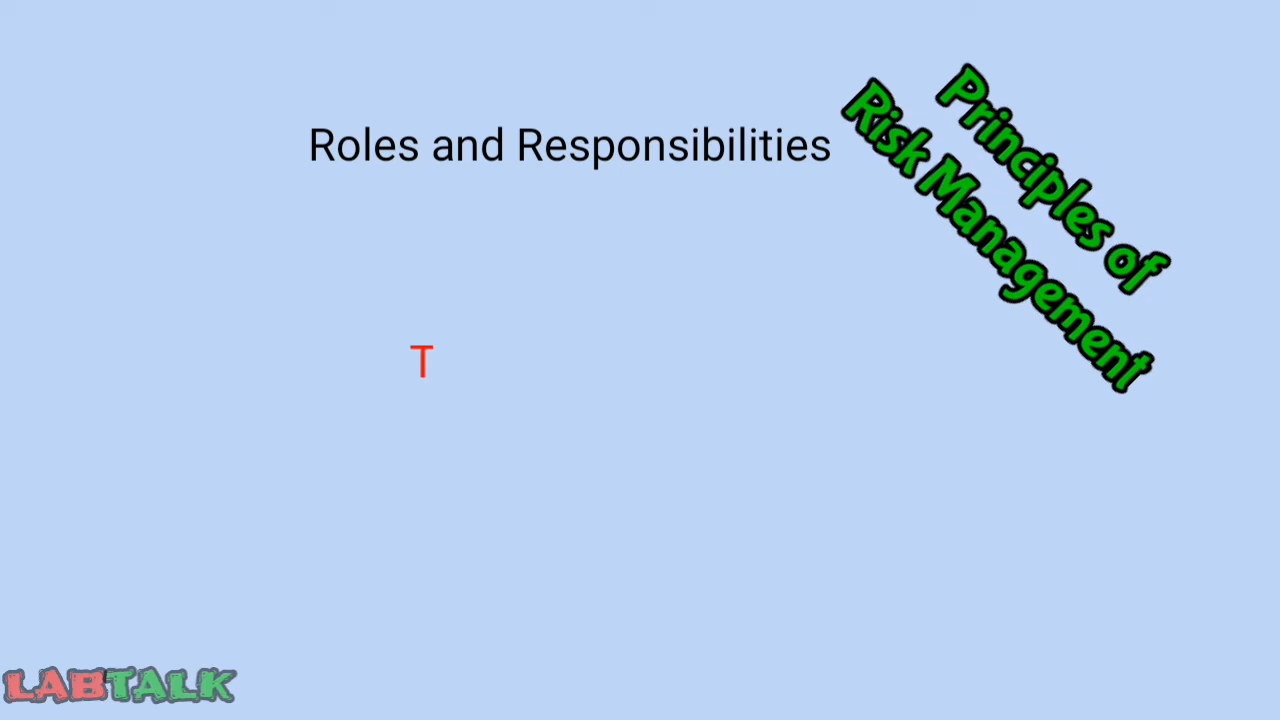 Roles and Responsibilities
Principles of
Risk Management
T
LABTALK